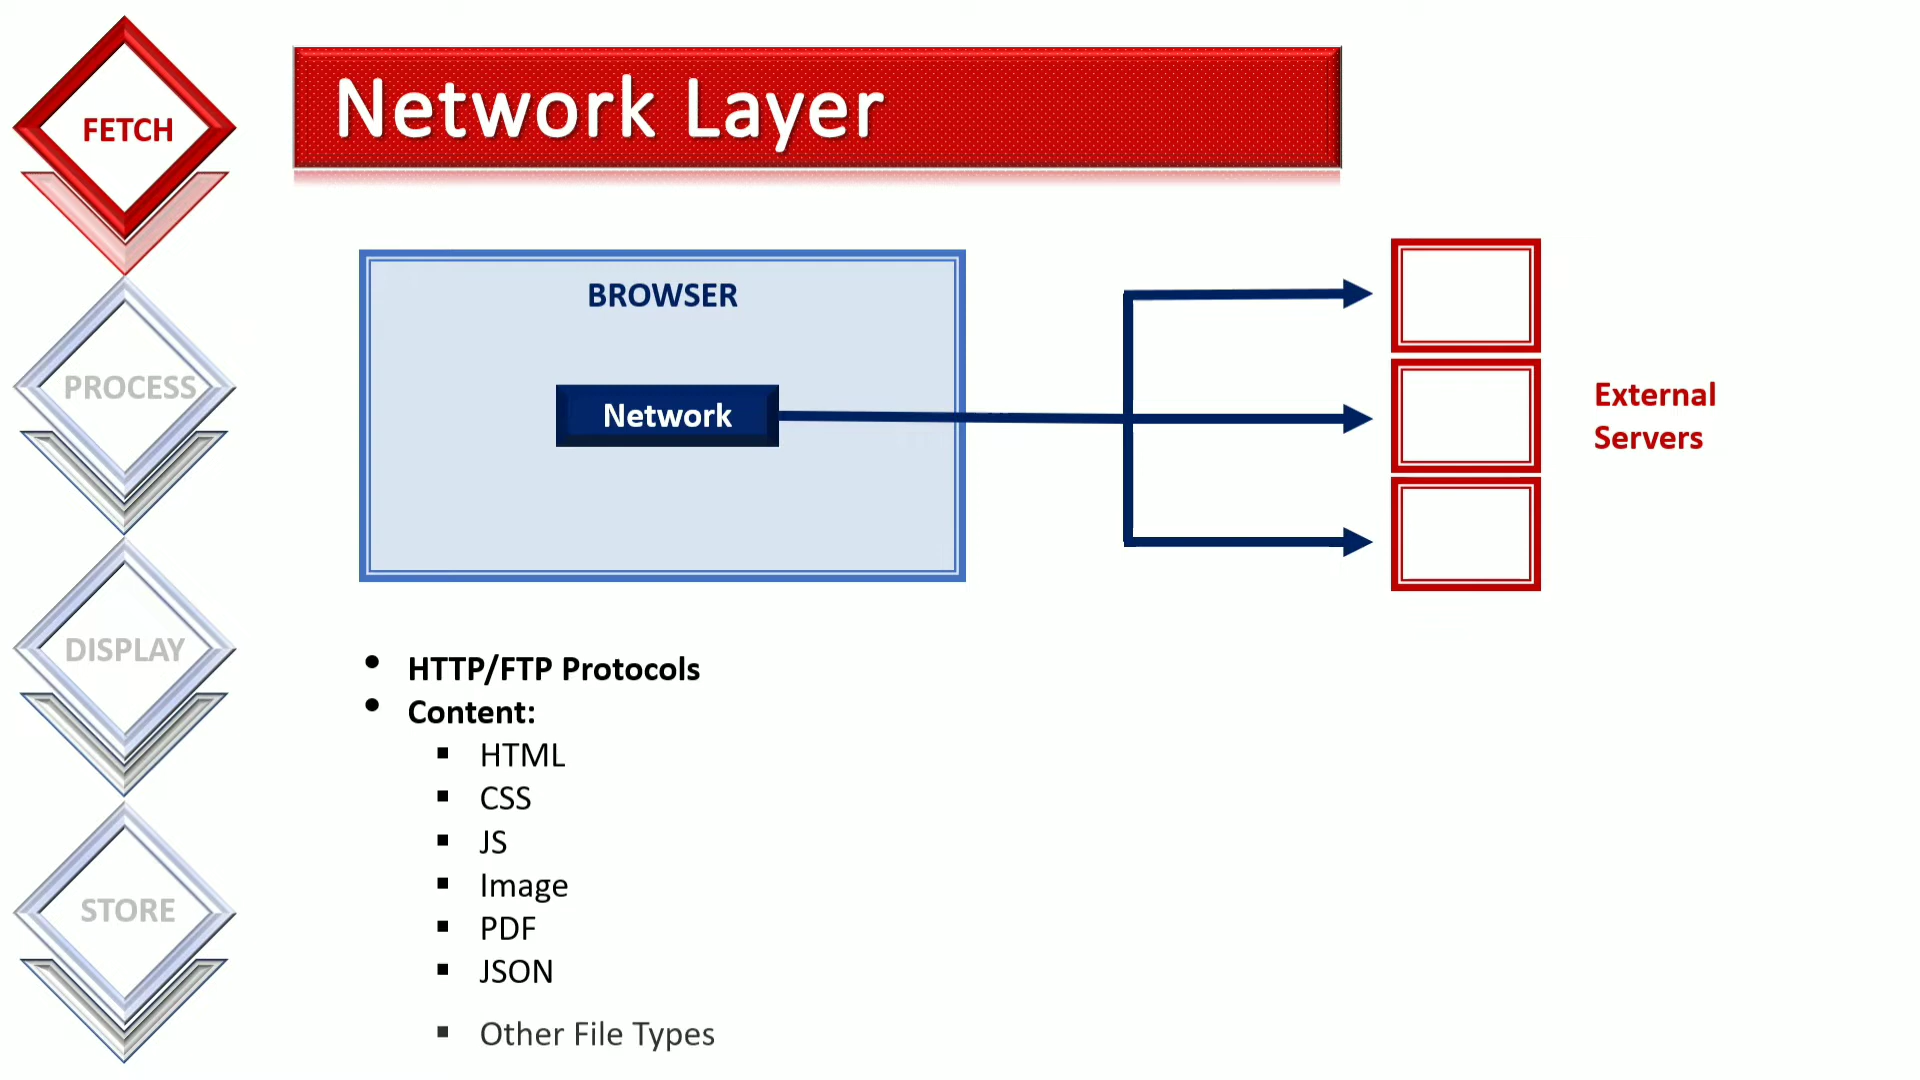 FETCH
PROCESS
DISPLAY
STORE
Network Layer
BROWSER
Network
External
Servers
• HTTP/FTP Protocols
• Content:
▪ HTML
▪ CSS
▪ JS
▪ Image
▪ PDF
▪ JSON
▪ Other File Types